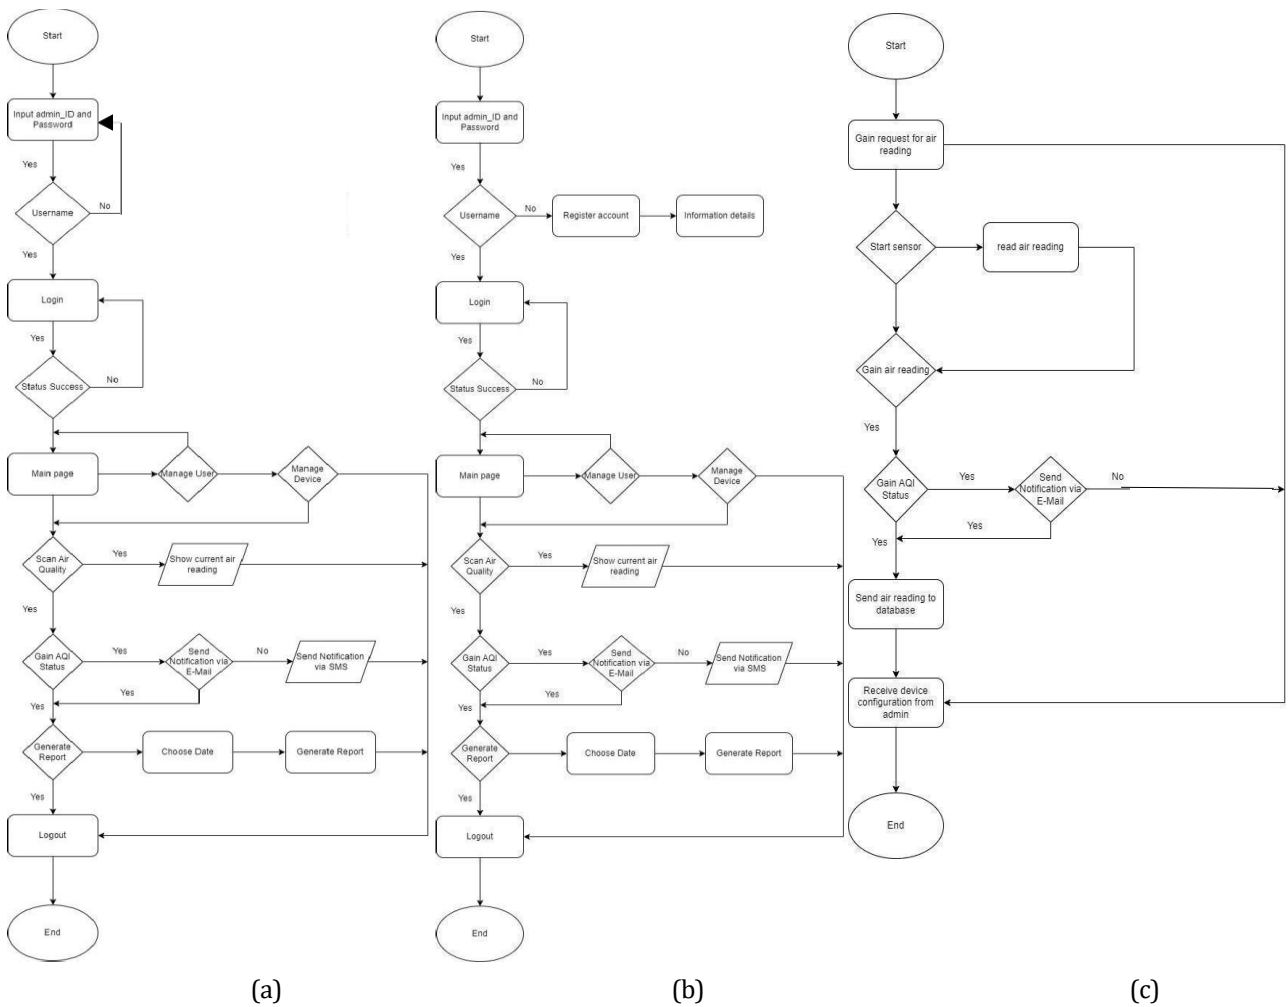 Start
Input admin_ID and
Password
Yes
Username
No
Yes
Login
Yes
Status Success
No
Main page
Manage User
Manage
Device
Scan Air
Quality
Yes
Show current air
reading
Yes
Gain AQI
Status
Yes
Send
Notification via
E-Mail
No
Send Notification
via SMS
Yes
Yes
Generate
Report
Choose Date
Generate Report
Yes
Logout
End
(a)
Start
Input admin_ID and
Password
Yes
Username
No
Register account
Information details
Yes
Login
Yes
Status Success
No
Main page
Manage User
Manage
Device
Scan Air
Quality
Yes
Show current air
reading
Yes
Gain AQI
Status
Yes
Send
Notification via
E-Mail
No
Send Notification
via SMS
Yes
Yes
Generate
Report
Choose Date
Generate Report
Yes
Logout
End
(b)
Start
Gain request for air
reading
Start sensor
read air reading
Gain air reading
Yes
Gain AQI
Status
Yes
Send
Notification via
E-Mail
No
Yes
Yes
Send air reading to
database
Receive device
configuration from
admin
End
(c)